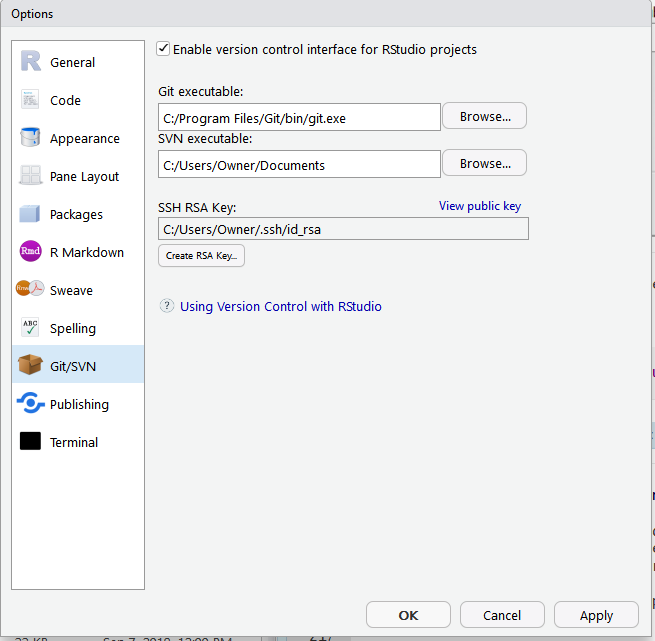 Options
General
Code
Appearance
Pane Layout
Packages
Rmd R Markdown
Rnw Sweave
ABC Spelling
Git/SVN
Publishing
Terminal
Enable version control interface for RStudio projects
Git executable:
C:/Program Files/Git/bin/git.exe Browse...
SVN executable:
C:/Users/Owner/Documents Browse...
SSH RSA Key: View public key
C:/Users/Owner/.ssh/id_rsa
Create RSA Key...
? Using Version Control with RStudio
OK Cancel Apply